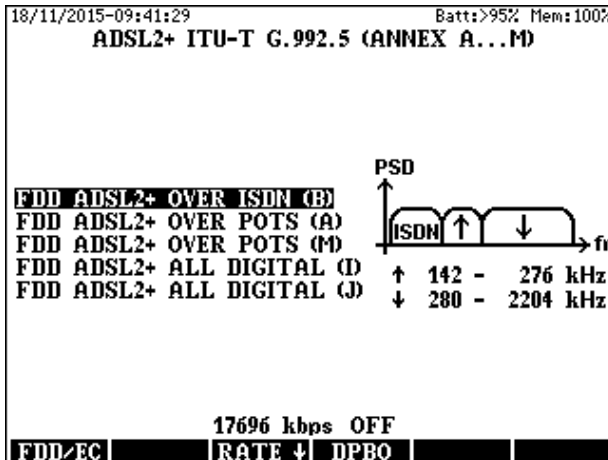 18/11/2015-09:41:29 Batt:>95% Mem:100%
ADSL2+ ITU-T G.992.5 (ANNEX A...M)
PSD
FDD ADSL2+ OVER ISDN (B)
FDD ADSL2+ OVER POTS (A)
FDD ADSL2+ OVER POTS (M)
FDD ADSL2+ ALL DIGITAL (I)
FDD ADSL2+ ALL DIGITAL (J)
ISDN ↑ ↓
↑ 142 - 276 kHz
↓ 280 - 2204 kHz
17696 kbps OFF
FDD/EC RATE ↓ DPBO